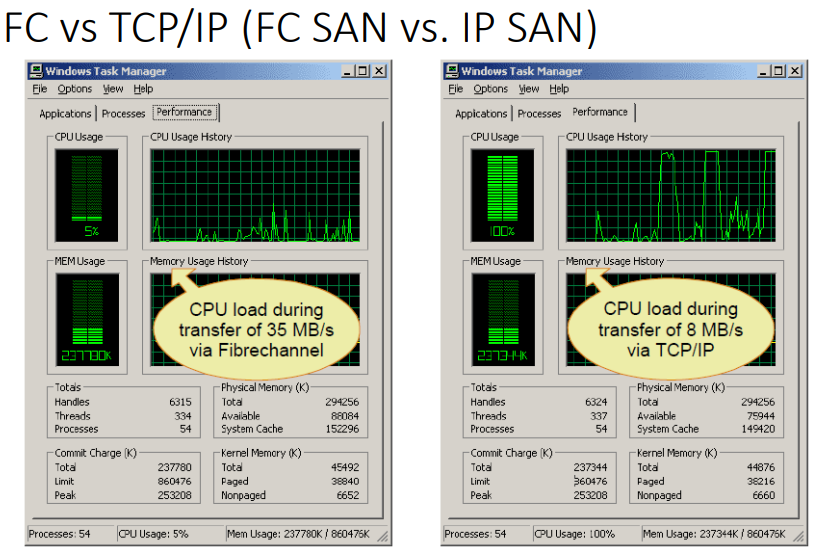 FC vs TCP/IP (FC SAN vs. IP SAN)
Windows Task Manager
File Options View Help
Applications Processes Performance
CPU Usage CPU Usage History
5%
MEM Usage Memory Usage History
237780K
CPU load during
transfer of 35 MB/s
via Fibrechannel
Totals Physical Memory (K)
Handles 6315 Total 294256
Threads 334 Available 88084
Processes 54 System Cache 152296
Commit Charge (K) Kernel Memory (K)
Total 237780 Total 45492
Limit 860476 Paged 38840
Peak 253208 Nonpaged 6652
Processes: 54 CPU Usage: 5% Mem Usage: 237780K / 860476K
Windows Task Manager
File Options View Help
Applications Processes Performance
CPU Usage CPU Usage History
100%
MEM Usage Memory Usage History
237344K
CPU load during
transfer of 8 MB/s
via TCP/IP
Totals Physical Memory (K)
Handles 6324 Total 294256
Threads 337 Available 75944
Processes 54 System Cache 149420
Commit Charge (K) Kernel Memory (K)
Total 237344 Total 44876
Limit 860476 Paged 38216
Peak 253208 Nonpaged 6660
Processes: 54 CPU Usage: 100% Mem Usage: 237344K / 860476K